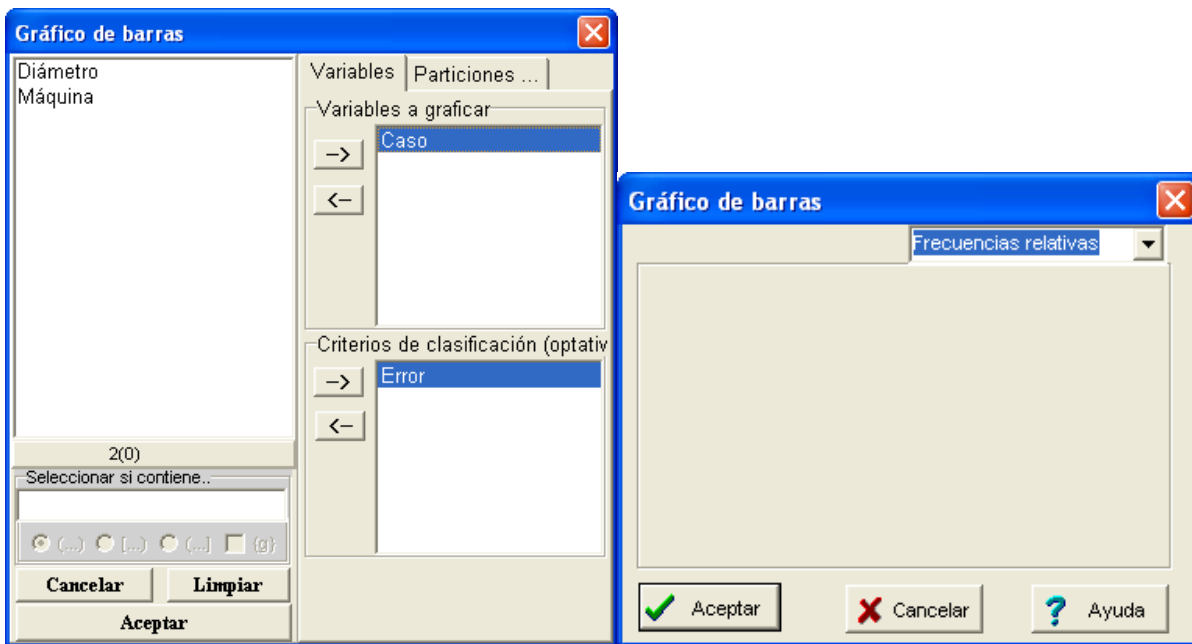 Gráfico de barras
Diámetro
Máquina
2(0)
Seleccionar si contiene..
(...) [...) (...] {g}
Cancelar Limpiar
Aceptar
Variables Particiones ...
Variables a graficar
-->
Caso
<--
Criterios de clasificación (optativ
-->
Error
<--
Gráfico de barras
Frecuencias relativas
Aceptar Cancelar ? Ayuda